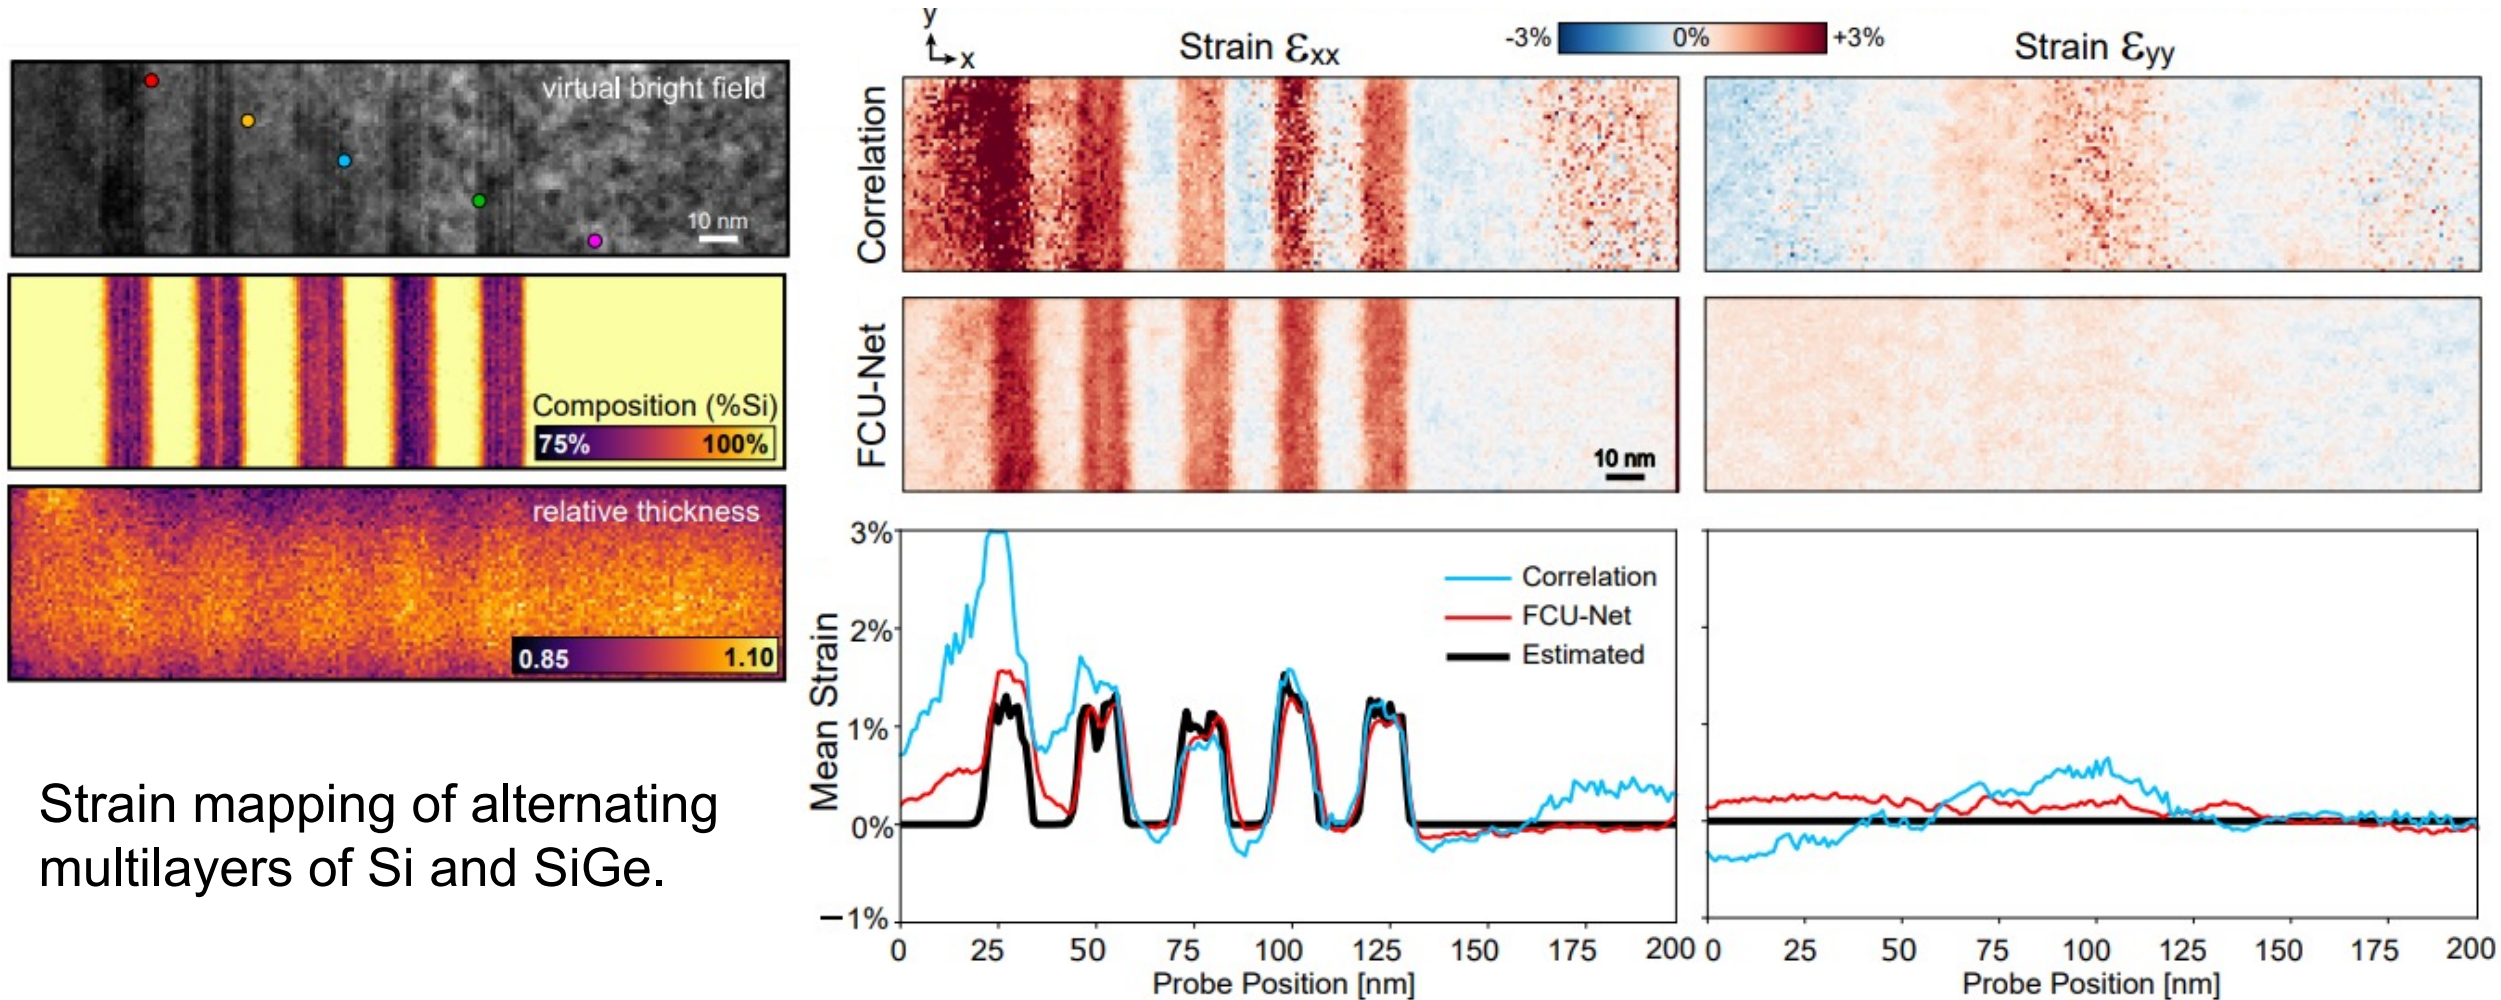 virtual bright field
10 nm
Composition (%Si)
75% 100%
relative thickness
0.85 1.10
Strain mapping of alternating
multilayers of Si and SiGe.
y
x
Strain εxx
-3% 0% +3%
Strain εyy
Correlation
FCU-Net
10 nm
Mean Strain
3%
2%
1%
0%
−1%
Correlation
FCU-Net
Estimated
0 25 50 75 100 125 150 175 200
Probe Position [nm]
0 25 50 75 100 125 150 175 200
Probe Position [nm]